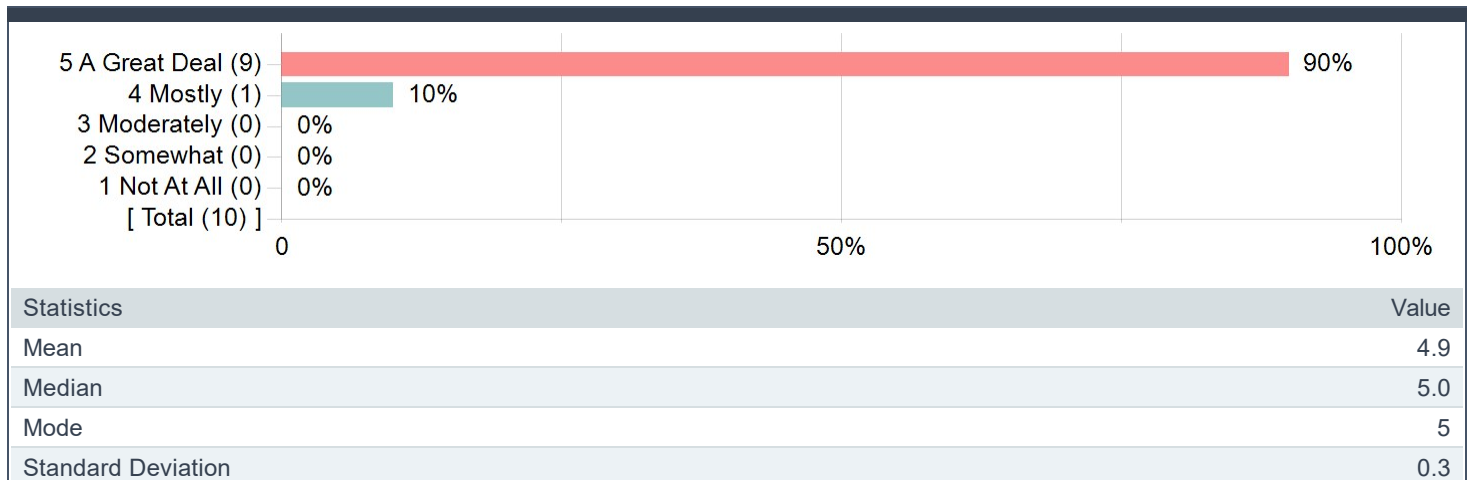 5 A Great Deal (9) 90%
4 Mostly (1) 10%
3 Moderately (0) 0%
2 Somewhat (0) 0%
1 Not At All (0) 0%
[ Total (10) ]
0 50% 100%
Statistics Value
Mean 4.9
Median 5.0
Mode 5
Standard Deviation 0.3